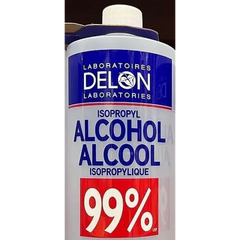 LABORATOIRES
DELON
LABORATORIES
ISOPROPYL
ALCOHOL
ALCOOL
ISOPROPYLIQUE
99%